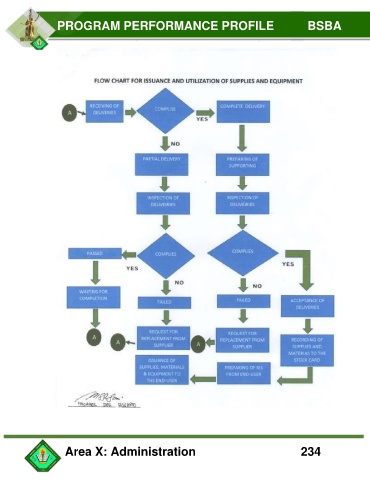 PROGRAM PERFORMANCE PROFILE BSBA
FLOW CHART FOR ISSUANCE AND UTILIZATION OF SUPPLIES AND EQUIPMENT
A
RECEIVING OF
DELIVERIES
COMPLIES
COMPLETE DELIVERY
YES
NO
PARTIAL DELIVERY
PREPARING OF
SUPPORTING
INSPECTION OF
DELIVERIES
INSPECTION OF
DELIVERIES
PASSED
COMPLIES
COMPLIES
YES
YES
NO
NO
WAITING FOR
COMPLETION
FAILED
FAILED
ACCEPTANCE OF
DELIVERIES
A
A
REQUEST FOR
REPLACEMENT FROM
SUPPLIER
A
REQUEST FOR
REPLACEMENT FROM
SUPPLIER
RECORDING OF
SUPPLIES AND
MATERIAL TO THE
STOCK CARD
ISSUANCE OF
SUPPLIES, MATERIALS
& EQUIPMENT TO
THE END-USER
PREPARING OF RIS
FROM END-USER
Area X: Administration 234